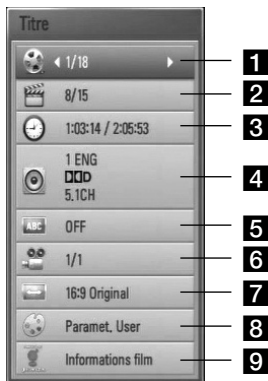 Titre
1/18 1
8/15 2
1:03:14 / 2:05:53 3
1 ENG
D
5.1CH 4
ABC OFF 5
1/1 6
16:9 Original 7
Paramet. User 8
Informations film 9